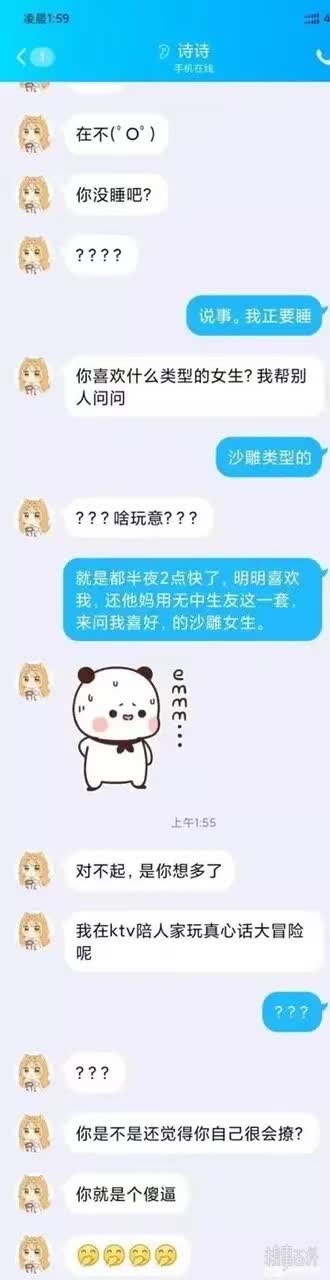 凌晨1:59
诗诗
手机在线
在不(ﾟOﾟ)
你没睡吧?
????
说事。我正要睡
你喜欢什么类型的女生?我帮别
人问问
沙雕类型的
???啥玩意???
就是都半夜2点快了，明明喜欢
我，还他妈用无中生友这一套，
来问我喜好，的沙雕女生。
emmm...
上午1:55
对不起，是你想多了
我在ktv陪人家玩真心话大冒险
呢
???
???
你是不是还觉得你自己很会撩?
你就是个傻逼